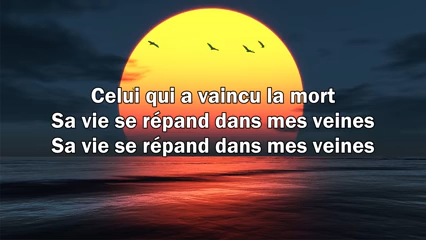 Celui qui a vaincu la mort
Sa vie se répand dans mes veines
Sa vie se répand dans mes veines